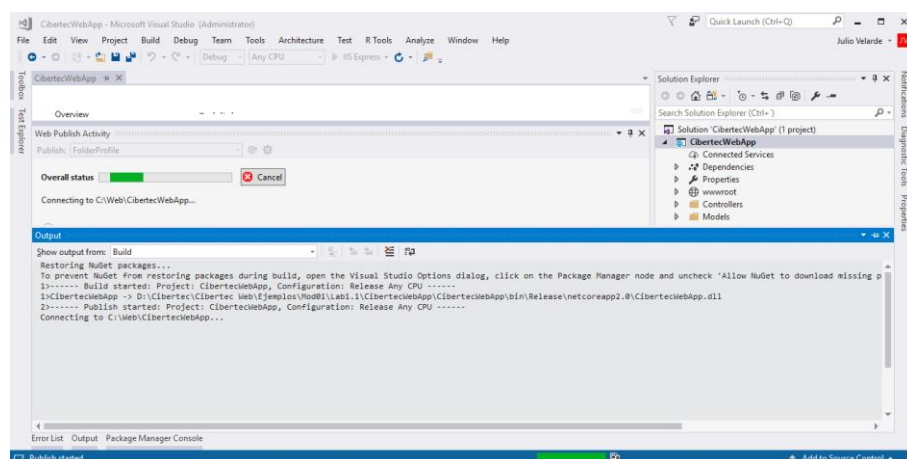 CibertecWebApp - Microsoft Visual Studio (Administrator)
Quick Launch (Ctrl+Q)
File Edit View Project Build Debug Team Tools Architecture Test R Tools Analyze Window Help
Julio Velarde
Debug Any CPU IIS Express
Toolbox
Test Explorer
CibertecWebApp
Overview
Web Publish Activity
Publish: FolderProfile
Overall status Cancel
Connecting to C:\Web\CibertecWebApp...
Solution Explorer
Search Solution Explorer (Ctrl+')
Solution 'CibertecWebApp' (1 project)
CibertecWebApp
Connected Services
Dependencies
Properties
wwwroot
Controllers
Models
Notifications
Diagnostic Tools
Properties
Output
Show output from: Build
Restoring NuGet packages...
To prevent NuGet from restoring packages during build, open the Visual Studio Options dialog, click on the Package Manager node and uncheck 'Allow NuGet to download missing p
1>------ Build started: Project: CibertecWebApp, Configuration: Release Any CPU ------
1>CibertecWebApp -> D:\Cibertec\Cibertec Web\Ejemplos\Mod01\Lab1.1\CibertecWebApp\CibertecWebApp\bin\Release\netcoreapp2.0\CibertecWebApp.dll
2>------ Publish started: Project: CibertecWebApp, Configuration: Release Any CPU ------
Connecting to C:\Web\CibertecWebApp...
Error List Output Package Manager Console
Publish started
Add to Source Control